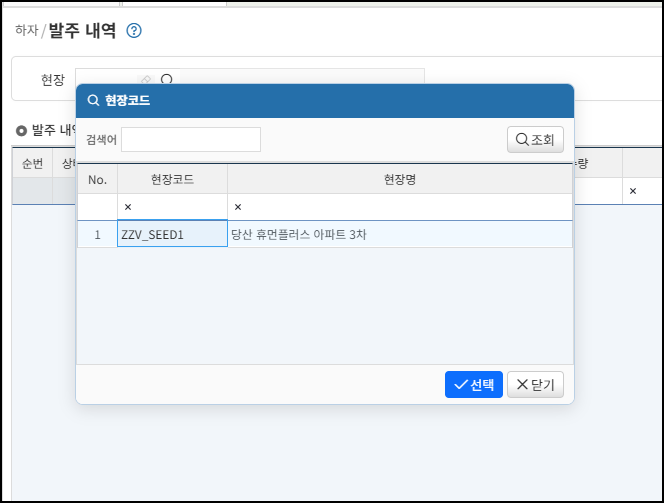 하자/발주 내역
현장
발주 내역
순번
현장코드
검색어
조회
No. 현장코드 현장명
1 ZZV_SEED1 당산 휴먼플러스 아파트 3차
선택 닫기